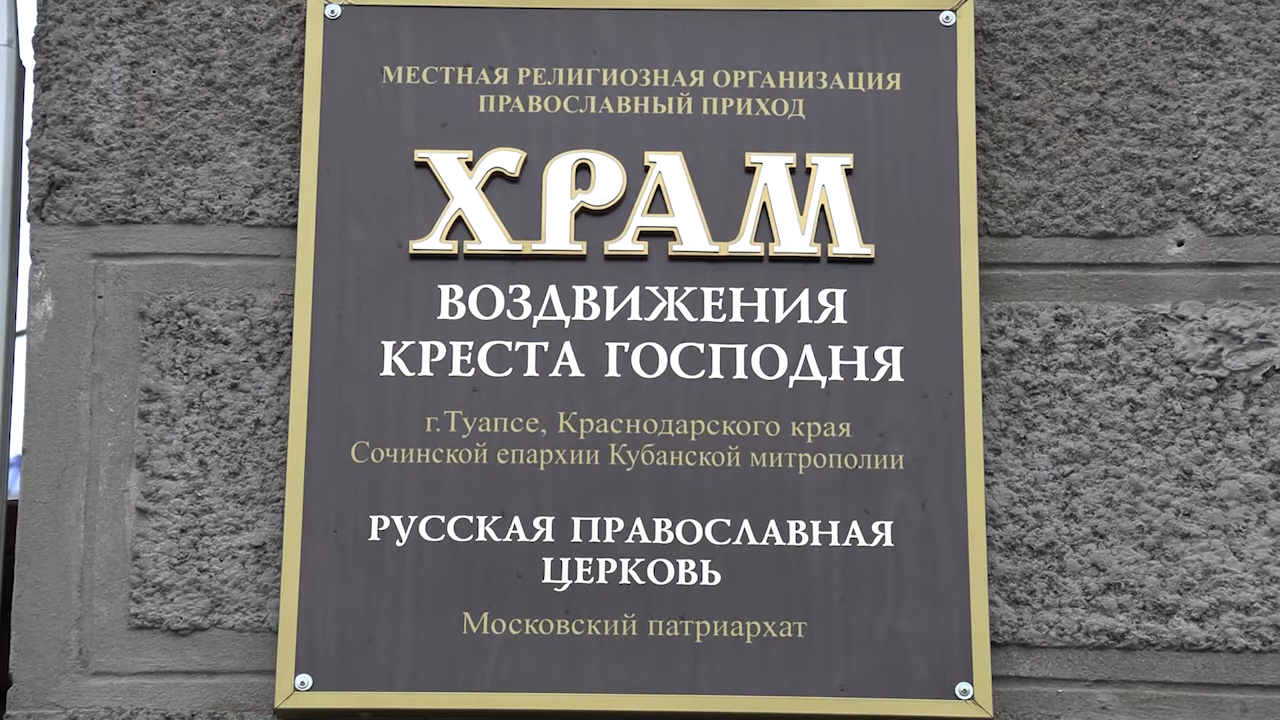 МЕСТНАЯ РЕЛИГИОЗНАЯ ОРГАНИЗАЦИЯ
ПРАВОСЛАВНЫЙ ПРИХОД
ХРАМ
ВОЗДВИЖЕНИЯ
КРЕСТА ГОСПОДНЯ
г.Туапсе, Краснодарского края
Сочинской епархии Кубанской митрополии
РУССКАЯ ПРАВОСЛАВНАЯ
ЦЕРКОВЬ
Московский патриархат